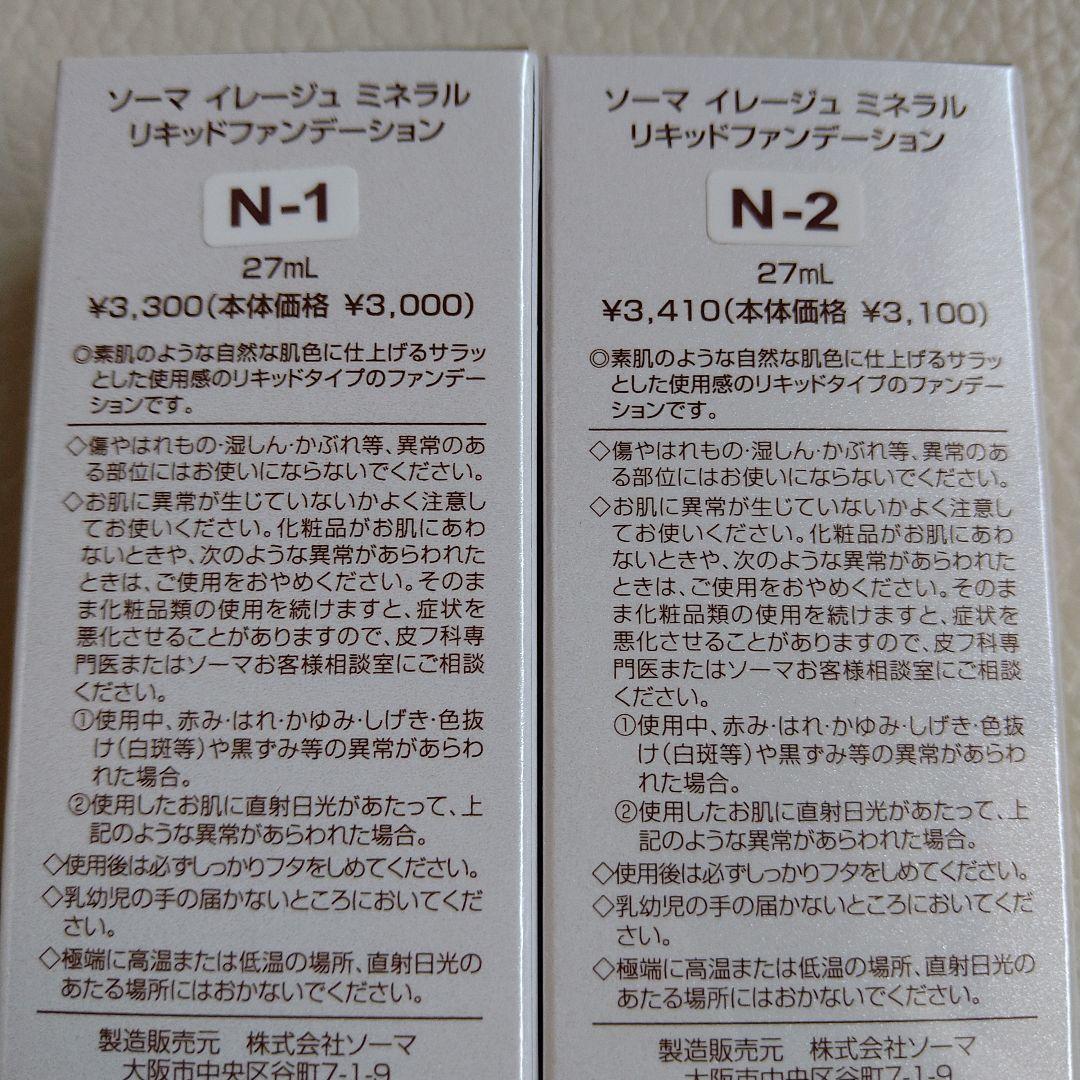 ソーマ イレージュ ミネラル
リキッドファンデーション
N-1
27mL
¥3,300(本体価格 ¥3,000)
◎素肌のような自然な肌色に仕上げるサラッ
とした使用感のリキッドタイプのファンデー
ションです。
◇傷やはれもの・湿しん・かぶれ等、異常のあ
る部位にはお使いにならないでください。
◇お肌に異常が生じていないかよく注意し
てお使いください。化粧品がお肌にあわ
ないときや、次のような異常があらわれた
ときは、ご使用をおやめください。そのま
ま化粧品類の使用を続けますと、症状を
悪化させることがありますので、皮フ科専
門医またはソーマお客様相談室にご相談
ください。
①使用中、赤み・はれ・かゆみ・しげき・色抜
け(白斑等)や黒ずみ等の異常があらわ
れた場合。
②使用したお肌に直射日光があたって、上
記のような異常があらわれた場合。
◇使用後は必ずしっかりフタをしめてください。
◇乳幼児の手の届かないところにおいてくだ
さい。
◇極端に高温または低温の場所、直射日光の
あたる場所にはおかないでください。
製造販売元 株式会社ソーマ
大阪市中央区谷町7-1-9
ソーマ イレージュ ミネラル
リキッドファンデーション
N-2
27mL
¥3,410(本体価格 ¥3,100)
◎素肌のような自然な肌色に仕上げるサラッ
とした使用感のリキッドタイプのファンデー
ションです。
◇傷やはれもの・湿しん・かぶれ等、異常のあ
る部位にはお使いにならないでください。
◇お肌に異常が生じていないかよく注意し
てお使いください。化粧品がお肌にあわ
ないときや、次のような異常があらわれた
ときは、ご使用をおやめください。そのま
ま化粧品類の使用を続けますと、症状を
悪化させることがありますので、皮フ科専
門医またはソーマお客様相談室にご相談
ください。
①使用中、赤み・はれ・かゆみ・しげき・色抜
け(白斑等)や黒ずみ等の異常があらわ
れた場合。
②使用したお肌に直射日光があたって、上
記のような異常があらわれた場合。
◇使用後は必ずしっかりフタをしめてください。
◇乳幼児の手の届かないところにおいてくだ
さい。
◇極端に高温または低温の場所、直射日光の
あたる場所にはおかないでください。
製造販売元 株式会社ソーマ
大阪市中央区谷町7-1-9